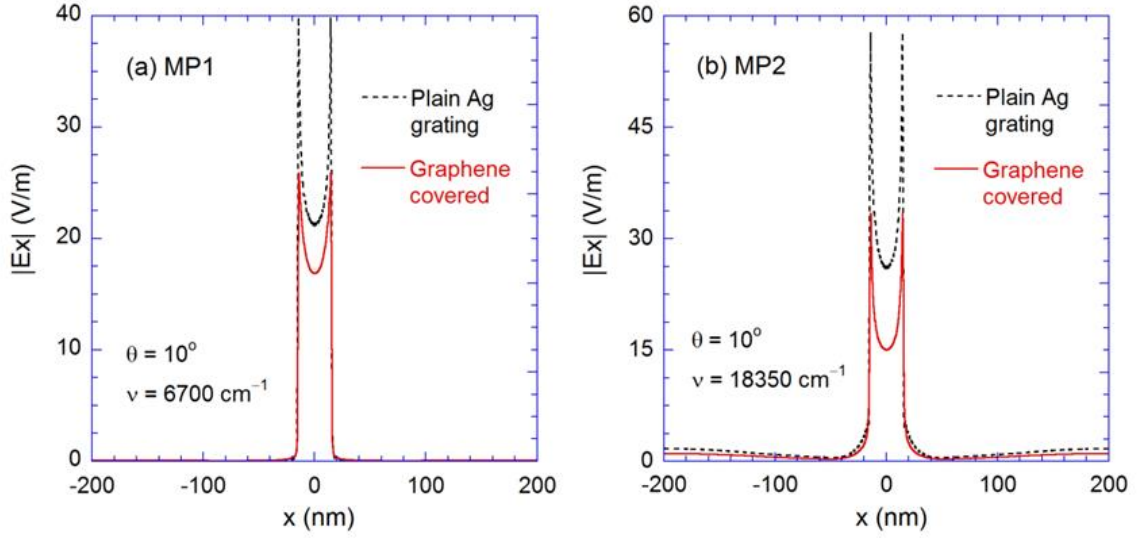 (a) MP1
Plain Ag
grating
Graphene
covered
θ = 10°
ν = 6700 cm⁻¹
|Ex| (V/m)
40
30
20
10
0
-200
-100
0
100
200
x (nm)
(b) MP2
Plain Ag
grating
Graphene
covered
θ = 10°
ν = 18350 cm⁻¹
|Ex| (V/m)
60
45
30
15
0
-200
-100
0
100
200
x (nm)